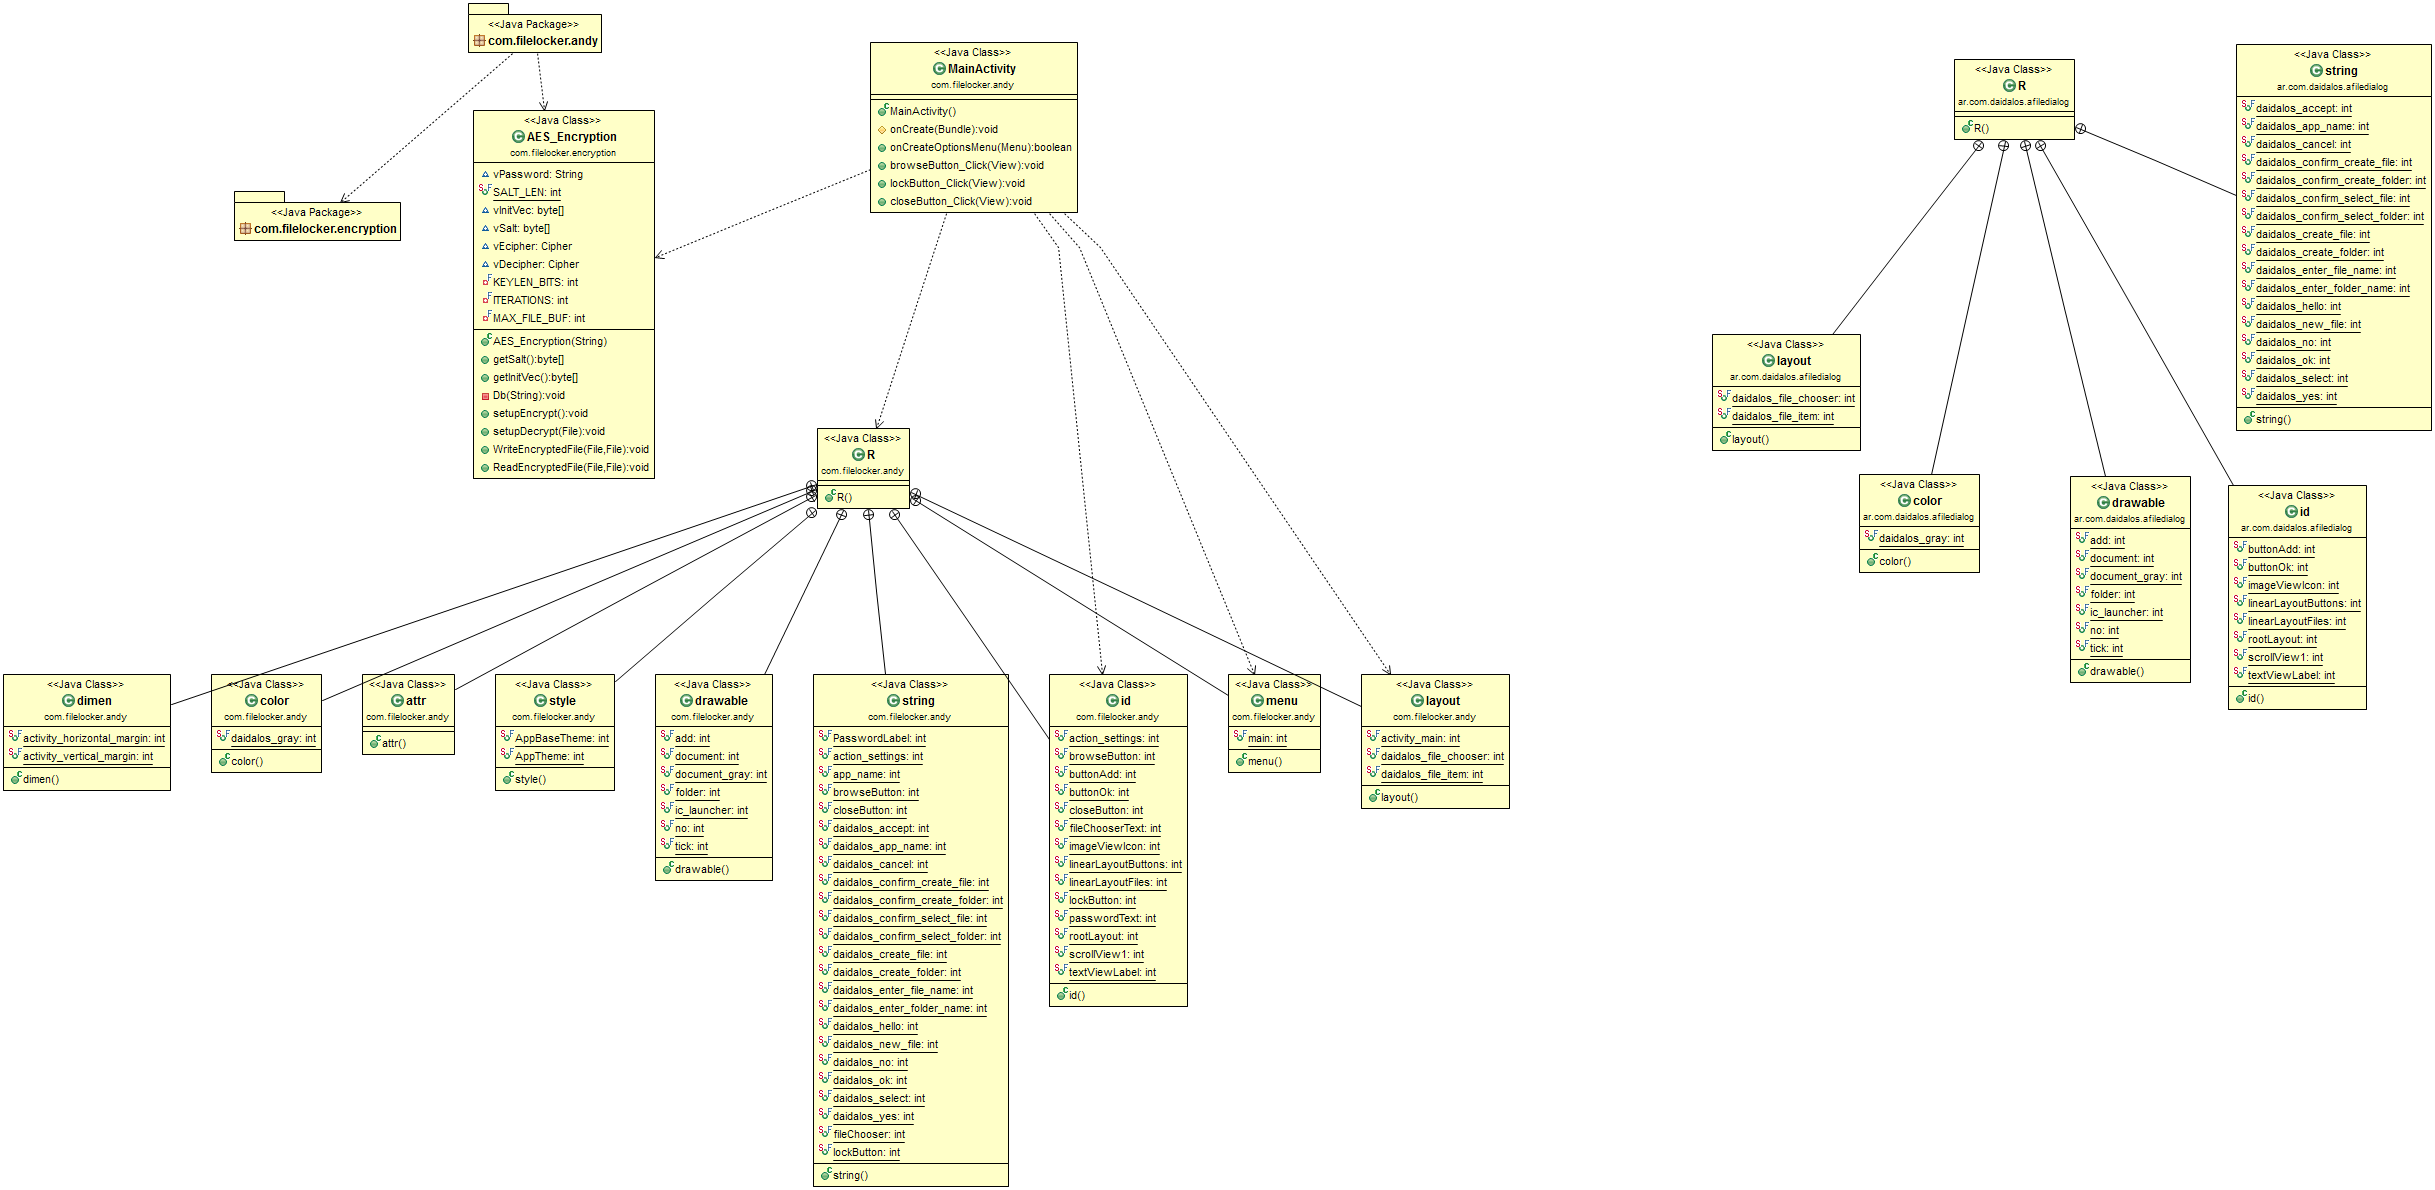 <<Java Package>>
com.filelocker.andy
<<Java Package>>
com.filelocker.encryption
<<Java Class>>
AES_Encryption
com.filelocker.encryption
vPassword: String
SALT_LEN: int
vInitVec: byte[]
vSalt: byte[]
vEcipher: Cipher
vDecipher: Cipher
KEYLEN_BITS: int
ITERATIONS: int
MAX_FILE_BUF: int
AES_Encryption(String)
getSalt():byte[]
getInitVec():byte[]
Db(String):void
setupEncrypt():void
setupDecrypt(File):void
WriteEncryptedFile(File,File):void
ReadEncryptedFile(File,File):void
<<Java Class>>
MainActivity
com.filelocker.andy
MainActivity()
onCreate(Bundle):void
onCreateOptionsMenu(Menu):boolean
browseButton_Click(View):void
lockButton_Click(View):void
closeButton_Click(View):void
<<Java Class>>
R
com.filelocker.andy
R()
<<Java Class>>
dimen
com.filelocker.andy
activity_horizontal_margin: int
activity_vertical_margin: int
dimen()
<<Java Class>>
color
com.filelocker.andy
daidalos_gray: int
color()
<<Java Class>>
attr
com.filelocker.andy
attr()
<<Java Class>>
style
com.filelocker.andy
AppBaseTheme: int
AppTheme: int
style()
<<Java Class>>
drawable
com.filelocker.andy
add: int
document: int
document_gray: int
folder: int
ic_launcher: int
no: int
tick: int
drawable()
<<Java Class>>
string
com.filelocker.andy
PasswordLabel: int
action_settings: int
app_name: int
browseButton: int
closeButton: int
daidalos_accept: int
daidalos_app_name: int
daidalos_cancel: int
daidalos_confirm_create_file: int
daidalos_confirm_create_folder: int
daidalos_confirm_select_file: int
daidalos_confirm_select_folder: int
daidalos_create_file: int
daidalos_create_folder: int
daidalos_enter_file_name: int
daidalos_enter_folder_name: int
daidalos_hello: int
daidalos_new_file: int
daidalos_no: int
daidalos_ok: int
daidalos_select: int
daidalos_yes: int
fileChooser: int
lockButton: int
string()
<<Java Class>>
id
com.filelocker.andy
action_settings: int
browseButton: int
buttonAdd: int
buttonOk: int
closeButton: int
fileChooserText: int
imageViewIcon: int
linearLayoutButtons: int
linearLayoutFiles: int
lockButton: int
passwordText: int
rootLayout: int
scrollView1: int
textViewLabel: int
id()
<<Java Class>>
menu
com.filelocker.andy
main: int
menu()
<<Java Class>>
layout
com.filelocker.andy
activity_main: int
daidalos_file_chooser: int
daidalos_file_item: int
layout()
<<Java Class>>
R
ar.com.daidalos.afiledialog
R()
<<Java Class>>
string
ar.com.daidalos.afiledialog
daidalos_accept: int
daidalos_app_name: int
daidalos_cancel: int
daidalos_confirm_create_file: int
daidalos_confirm_create_folder: int
daidalos_confirm_select_file: int
daidalos_confirm_select_folder: int
daidalos_create_file: int
daidalos_create_folder: int
daidalos_enter_file_name: int
daidalos_enter_folder_name: int
daidalos_hello: int
daidalos_new_file: int
daidalos_no: int
daidalos_ok: int
daidalos_select: int
daidalos_yes: int
string()
<<Java Class>>
layout
ar.com.daidalos.afiledialog
daidalos_file_chooser: int
daidalos_file_item: int
layout()
<<Java Class>>
color
ar.com.daidalos.afiledialog
daidalos_gray: int
color()
<<Java Class>>
drawable
ar.com.daidalos.afiledialog
add: int
document: int
document_gray: int
folder: int
ic_launcher: int
no: int
tick: int
drawable()
<<Java Class>>
id
ar.com.daidalos.afiledialog
buttonAdd: int
buttonOk: int
imageViewIcon: int
linearLayoutButtons: int
linearLayoutFiles: int
rootLayout: int
scrollView1: int
textViewLabel: int
id()